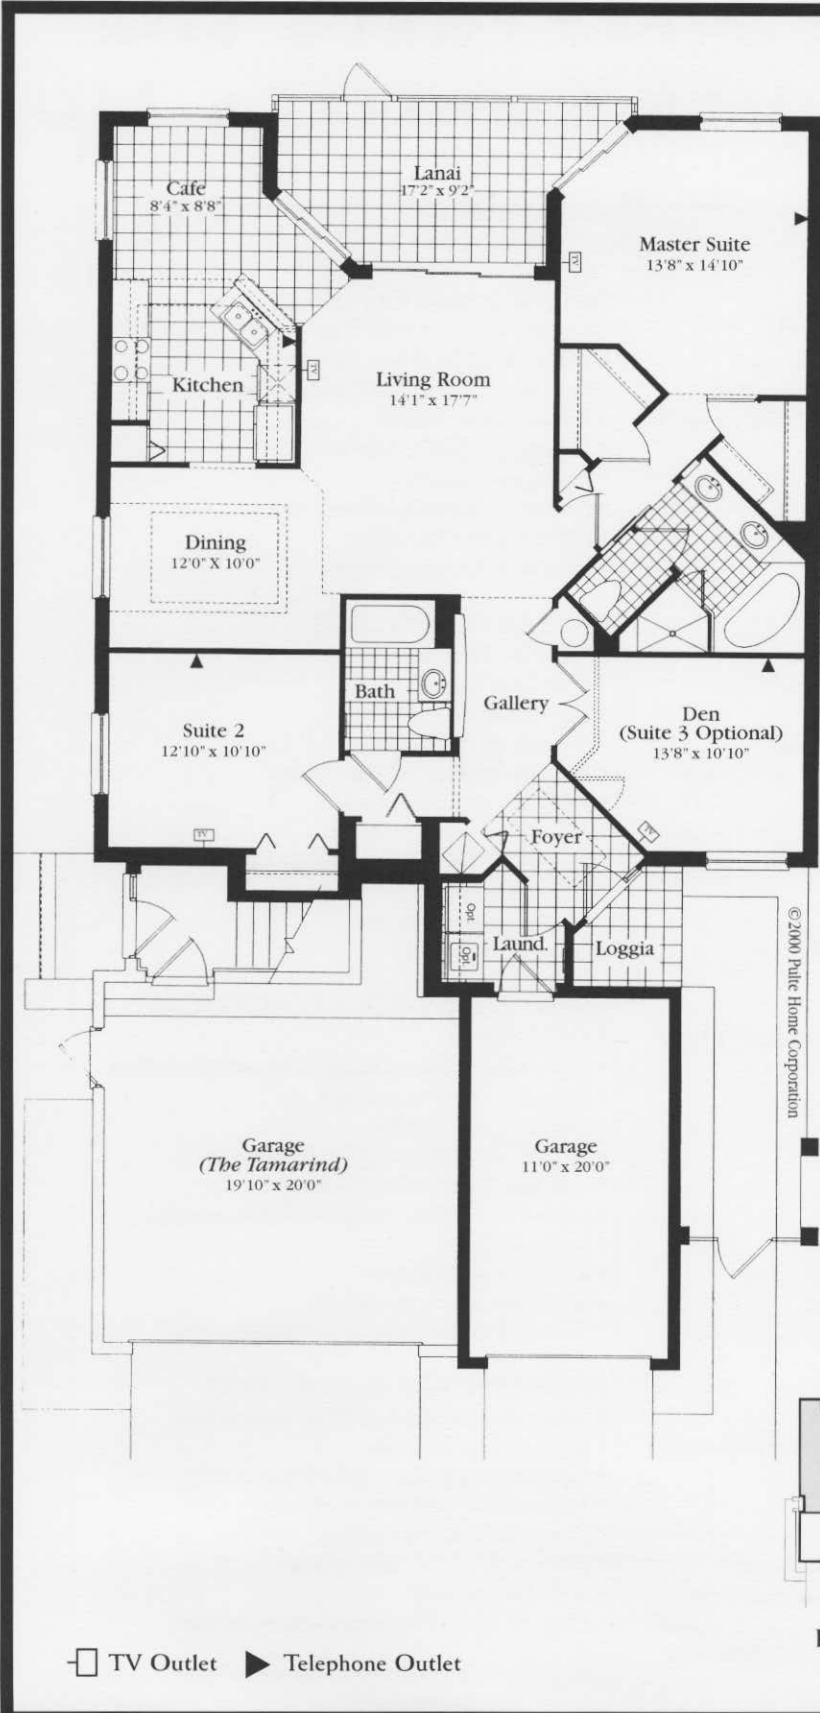 Lanai
17'2" x 9'2"
Cafe
8'4" x 8'8"
Master Suite
13'8" x 14'10"
TV
Kitchen
TV
Living Room
14'1" x 17'7"
Dining
12'0" X 10'0"
Bath
Gallery
Den
(Suite 3 Optional)
13'8" x 10'10"
Suite 2
12'10" x 10'10"
TV
TV
Foyer
Opt.
Opt.
Laund.
Loggia
© 2000 Pulte Home Corporation
Garage
(The Tamarind)
19'10" x 20'0"
Garage
11'0" x 20'0"
TV Outlet
Telephone Outlet